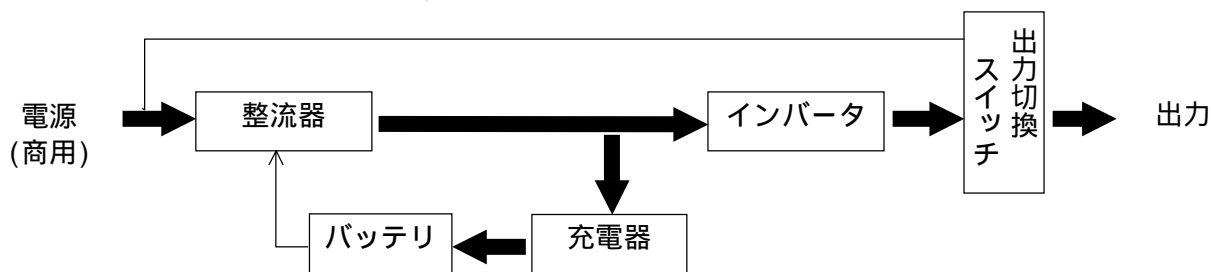 電源
(商用)
整流器
インバータ
出力切換
スイッチ
出力
バッテリ
充電器